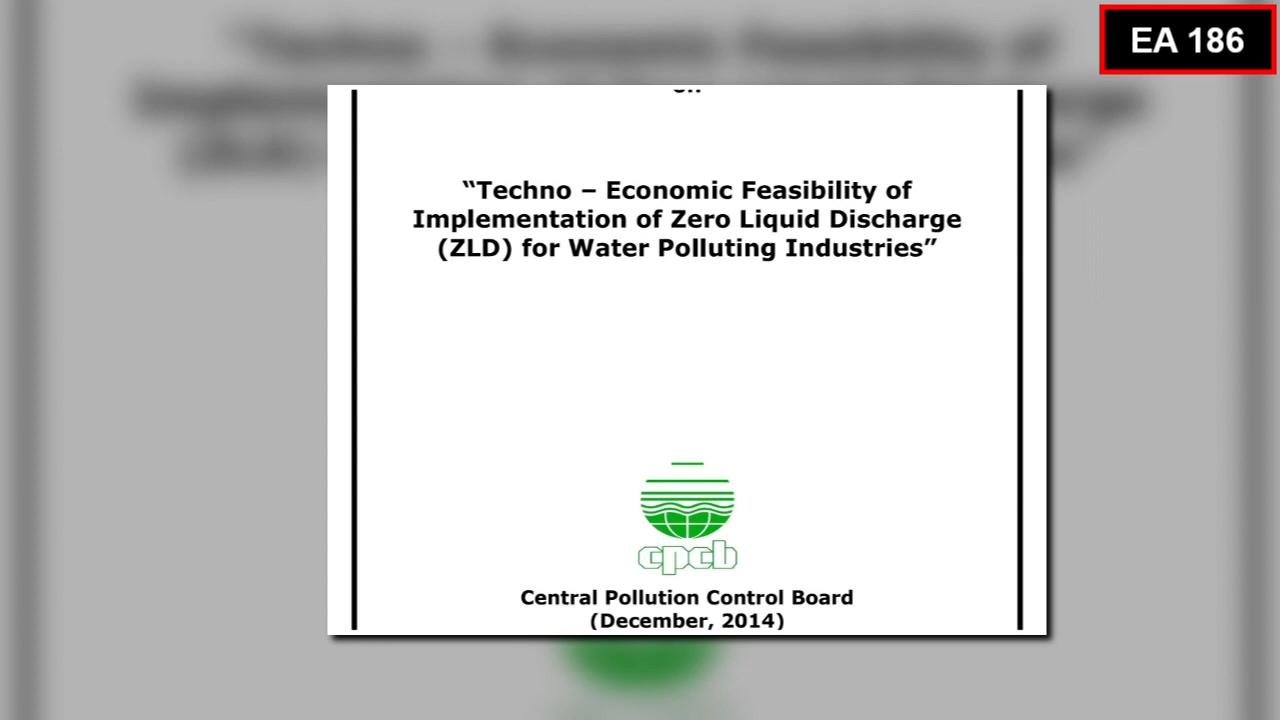 EA 186
on
“Techno – Economic Feasibility of
Implementation of Zero Liquid Discharge
(ZLD) for Water Polluting Industries”
cpcb
Central Pollution Control Board
(December, 2014)